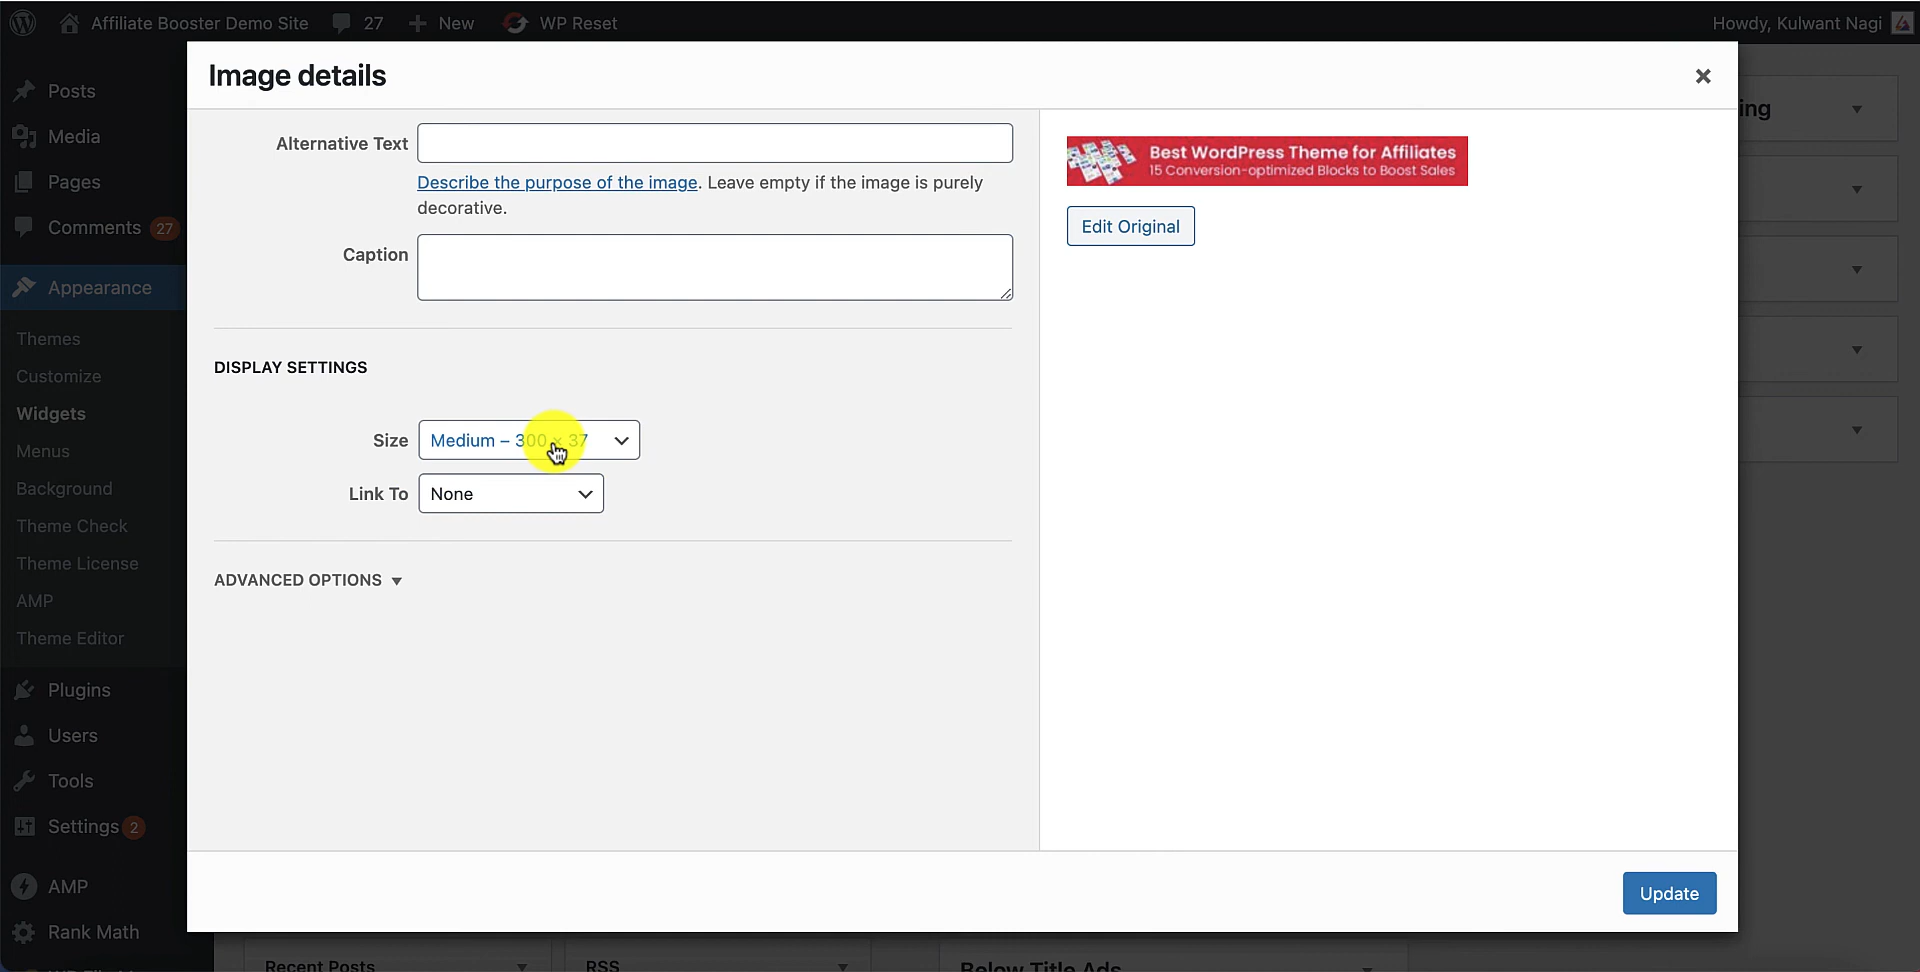 Affiliate Booster Demo Site
27
New
WP Reset
Howdy, Kulwant Nagi
Posts
Media
Pages
Comments 27
Appearance
Themes
Customize
Widgets
Menus
Background
Theme Check
Theme License
AMP
Theme Editor
Plugins
Users
Tools
Settings 2
AMP
Rank Math
Image details
Alternative Text
Describe the purpose of the image. Leave empty if the image is purely
decorative.
Caption
DISPLAY SETTINGS
Size Medium – 300 × 37
Link To None
ADVANCED OPTIONS
Best WordPress Theme for Affiliates
15 Conversion-optimized Blocks to Boost Sales
Edit Original
ing
Update
Recent Posts
RSS
Below Title Ads